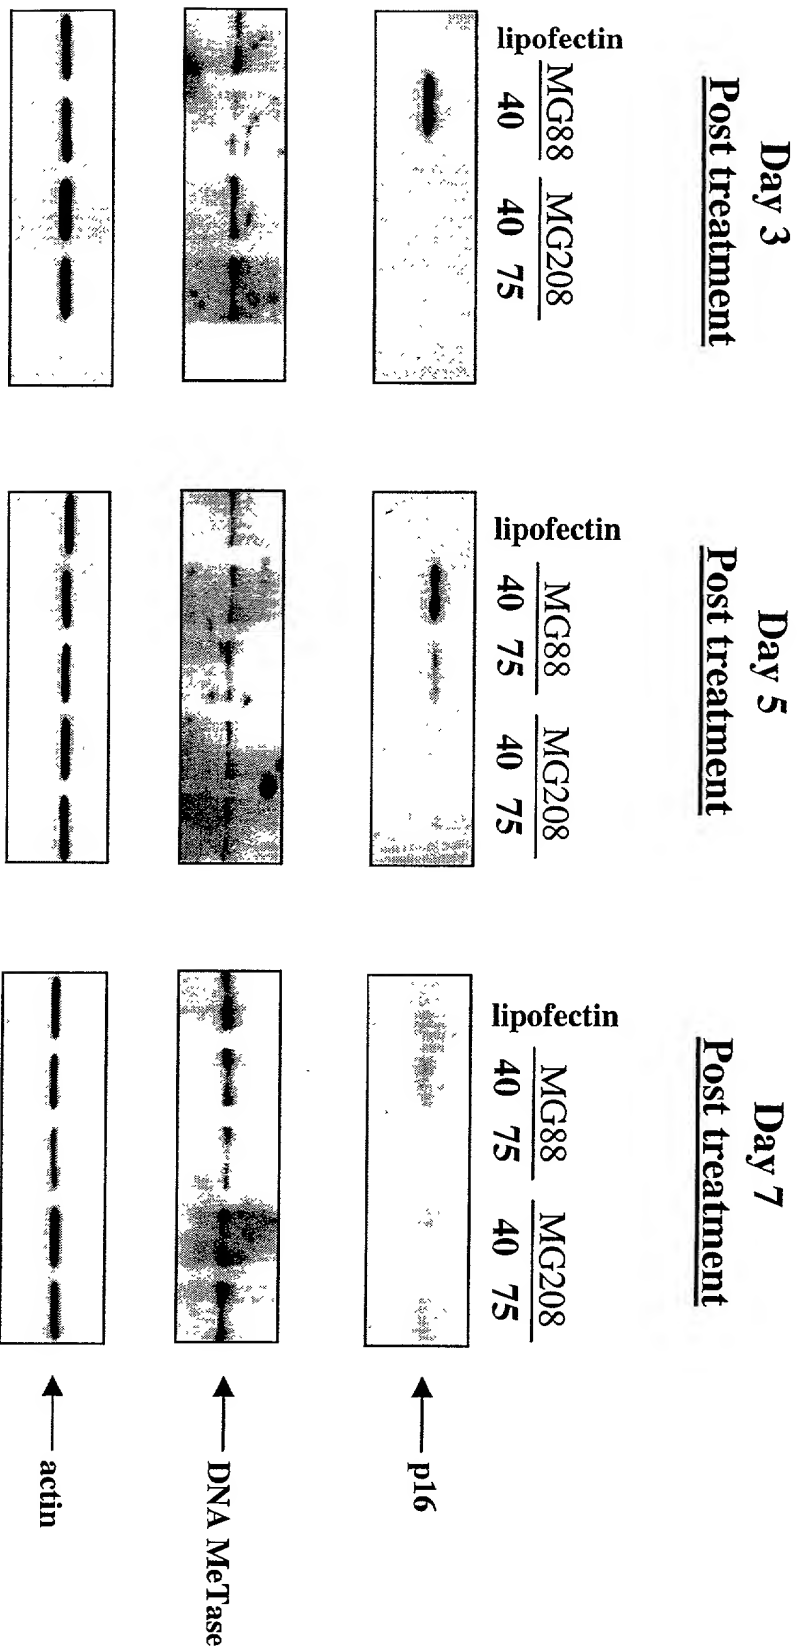 Day 3
Post treatment
MG88 MG208
lipofectin 40 40 75
Day 5
Post treatment
MG88 MG208
lipofectin 40 75 40 75
Day 7
Post treatment
MG88 MG208
lipofectin 40 75 40 75
p16
DNA MeTase
actin